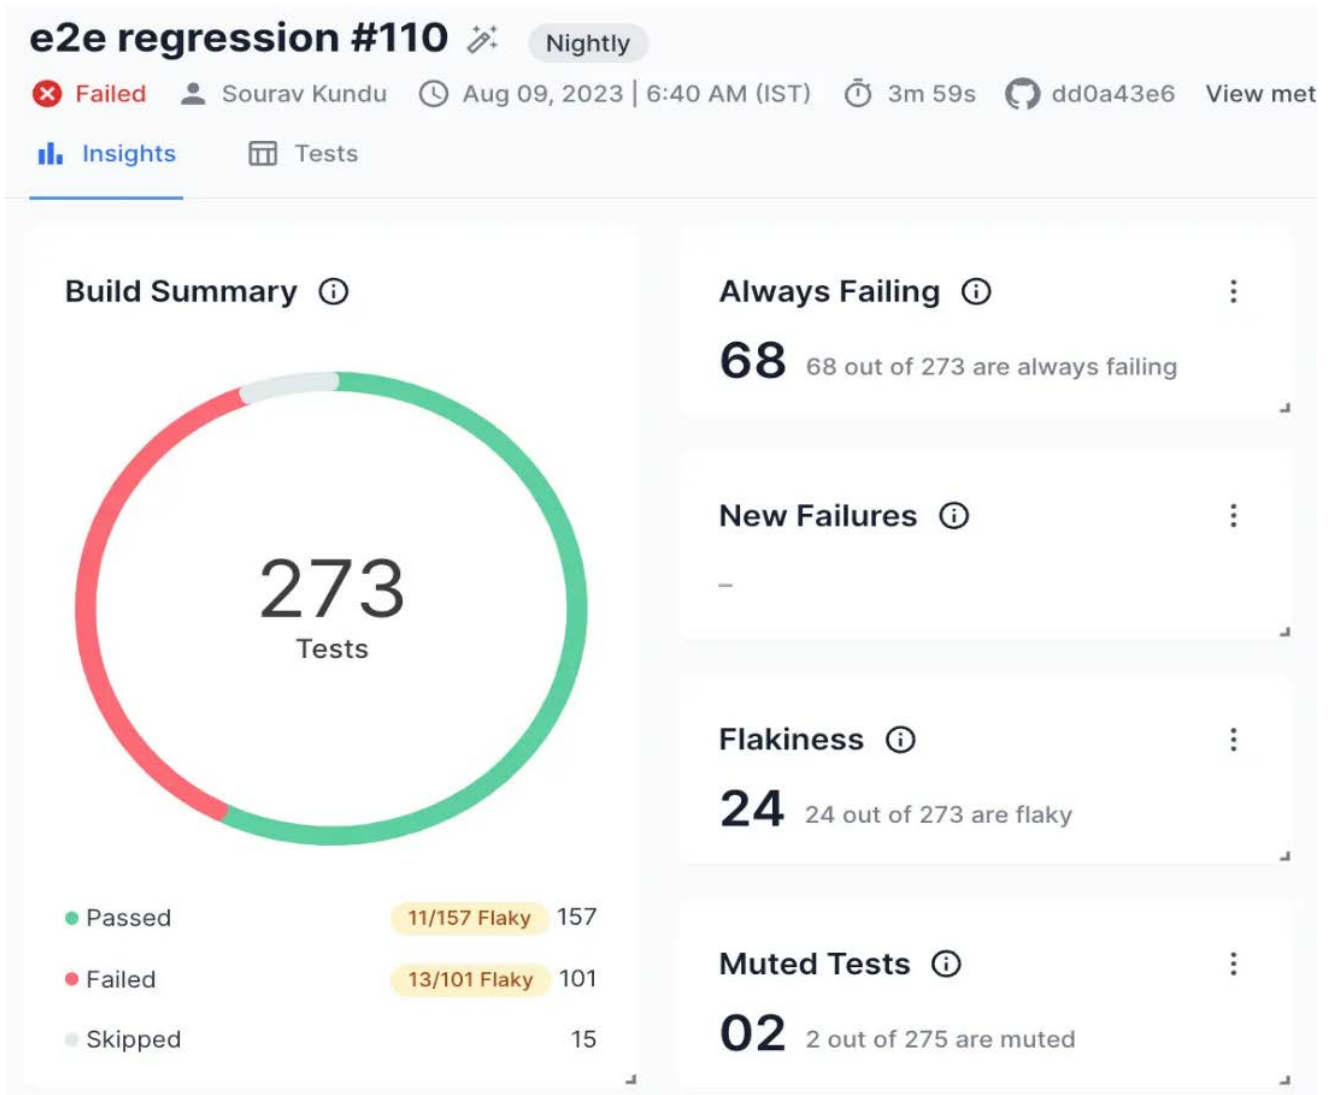 e2e regression #110 Nightly
Failed Sourav Kundu Aug 09, 2023 | 6:40 AM (IST) 3m 59s dd0a43e6 View met
Insights Tests
Build Summary
273
Tests
Passed 11/157 Flaky 157
Failed 13/101 Flaky 101
Skipped 15
Always Failing
68 68 out of 273 are always failing
New Failures
–
Flakiness
24 24 out of 273 are flaky
Muted Tests
02 2 out of 275 are muted